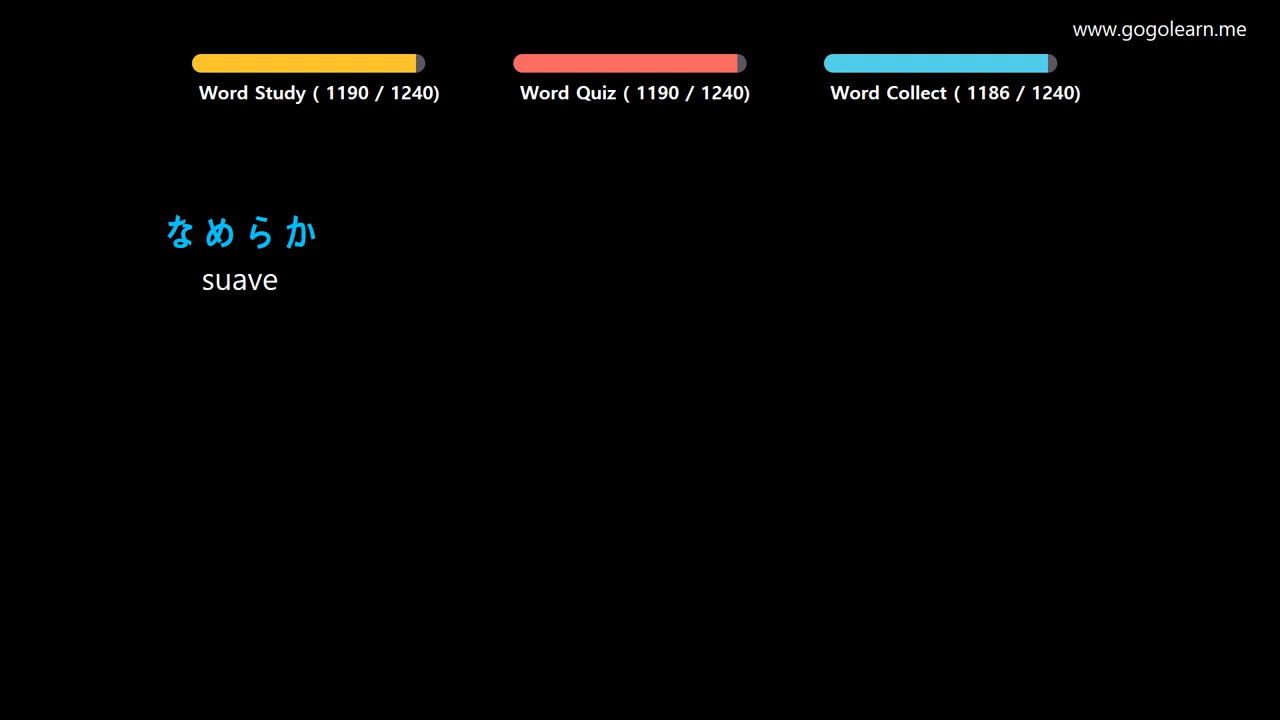 www.gogolearn.me
Word Study ( 1190 / 1240)
Word Quiz ( 1190 / 1240)
Word Collect ( 1186 / 1240)
なめらか
suave